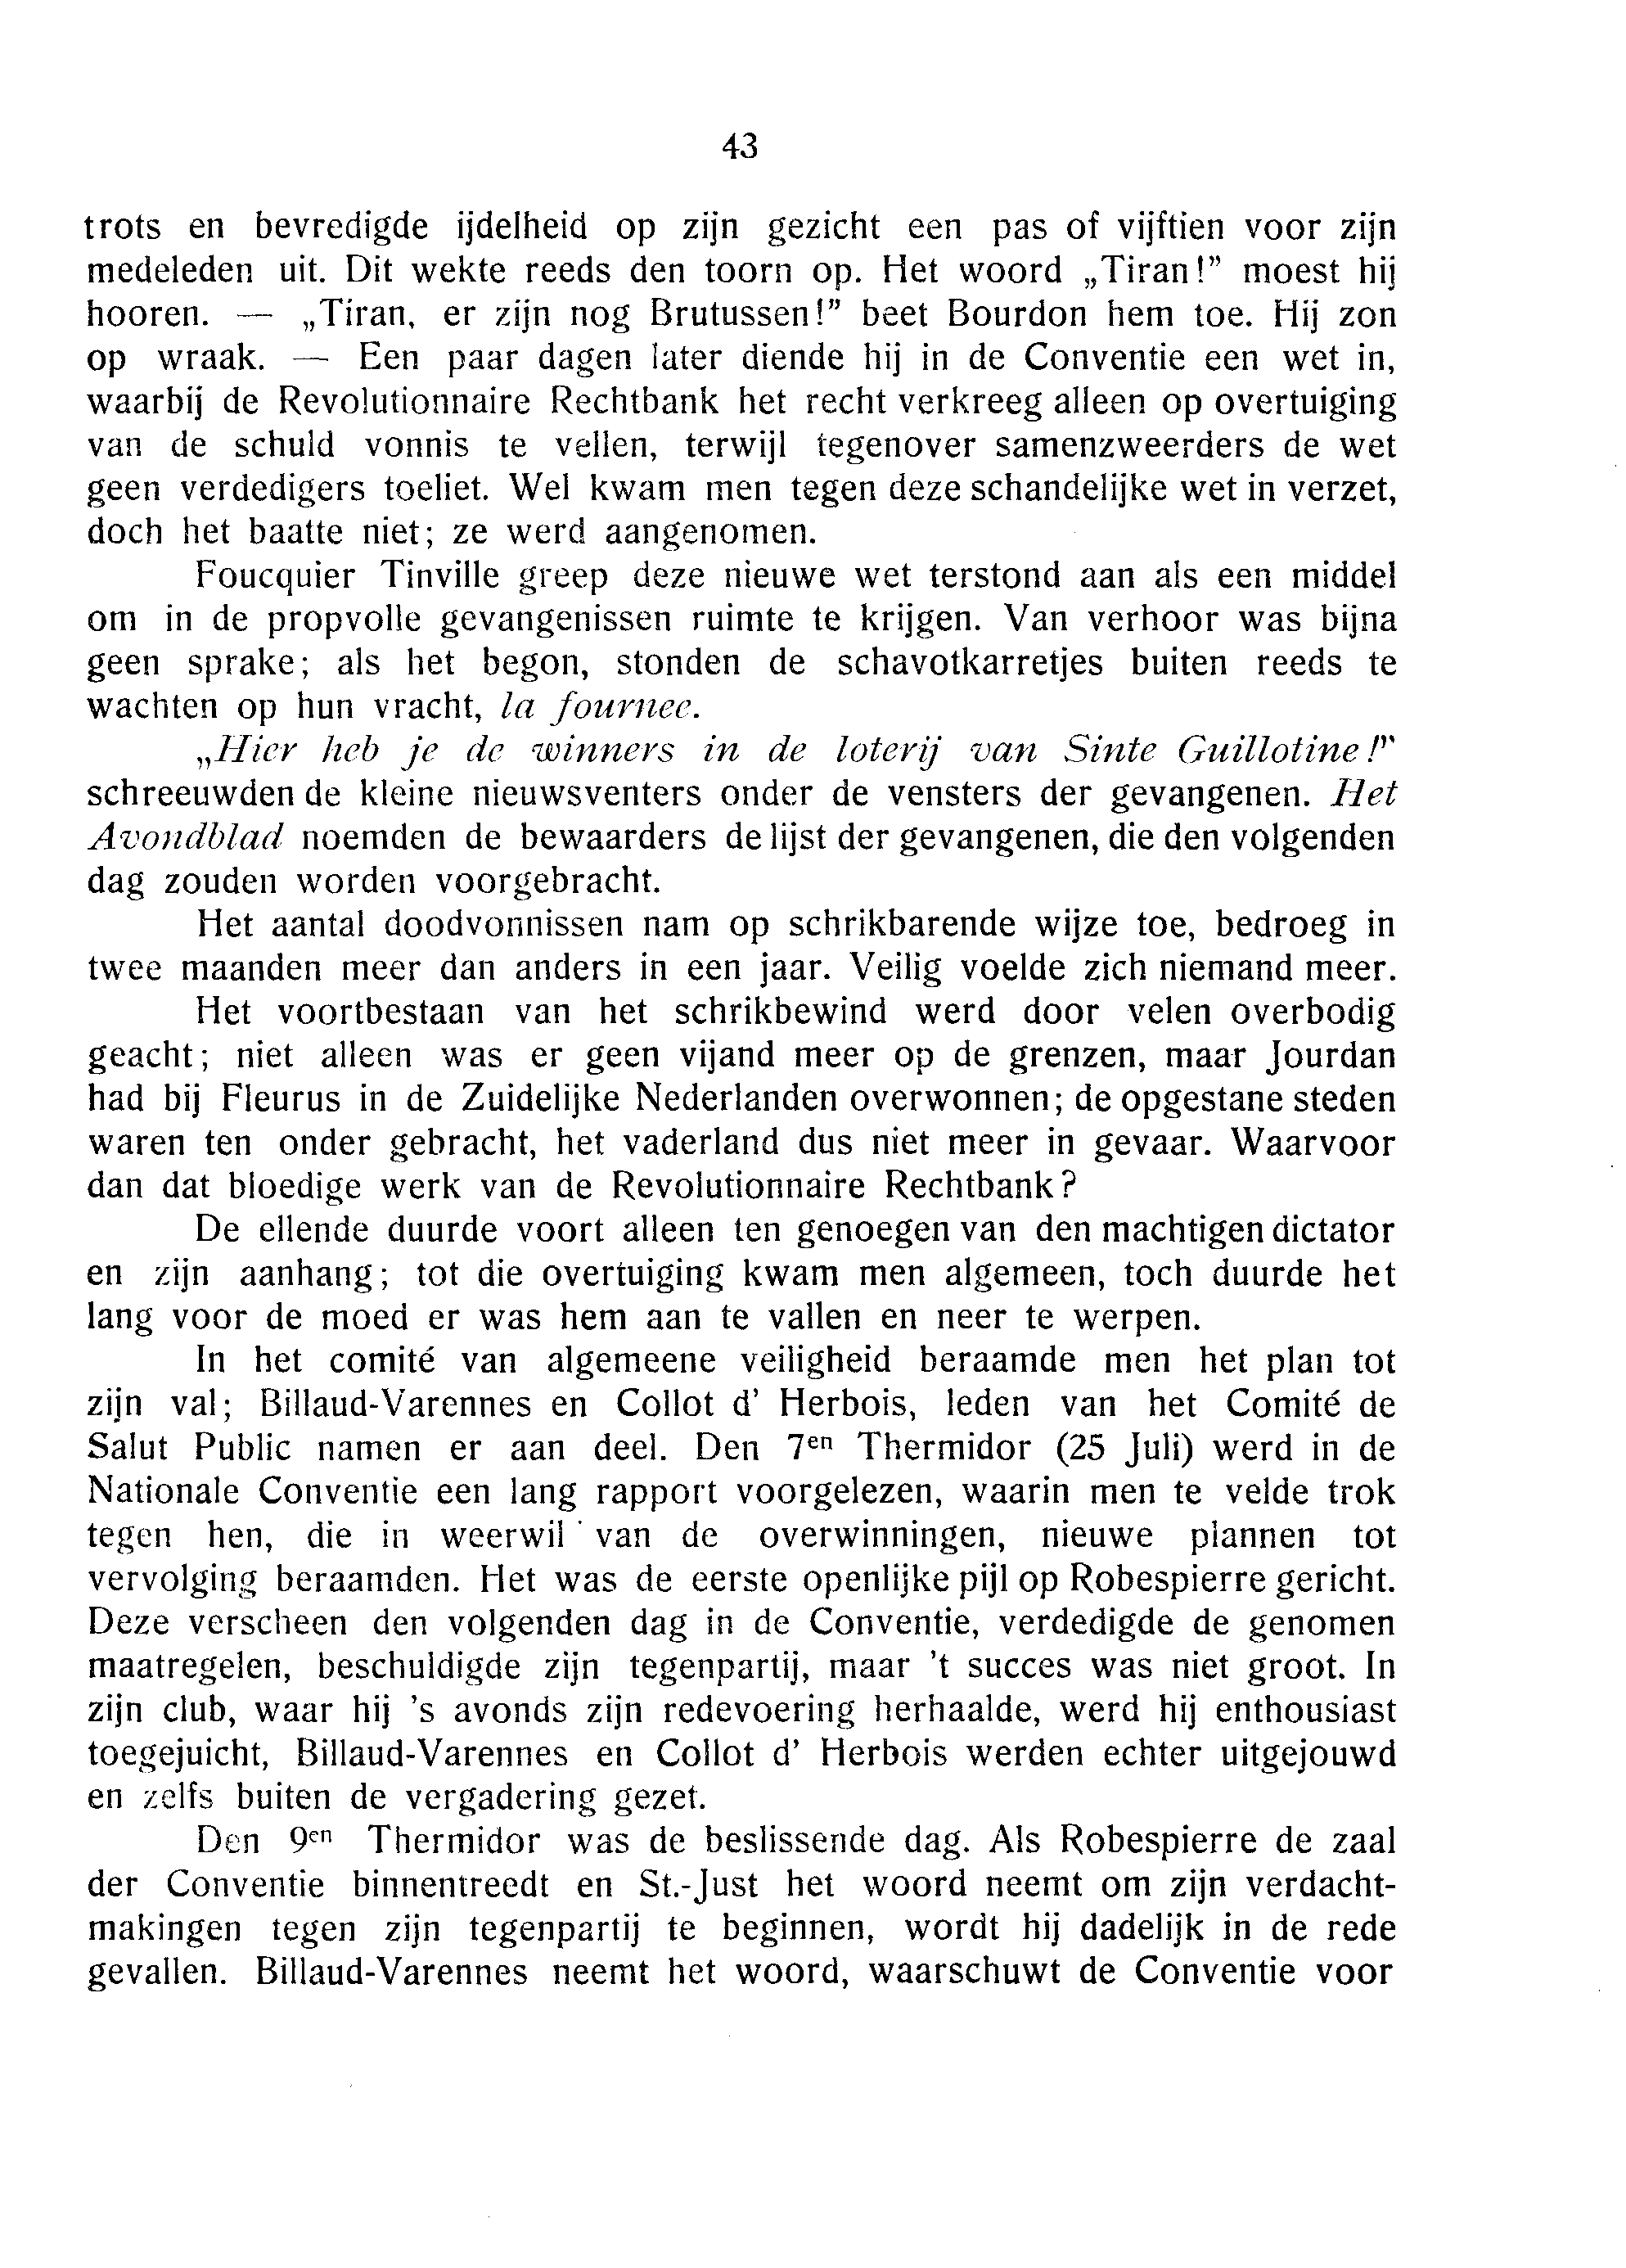 43
trots en bevredigde ijdelheid op zijn gezicht een pas of vijftien voor zijn
medeleden uit. Dit wekte reeds den toorn op. Het woord „Tiran!” moest hij
hooren. — „Tiran, er zijn nog Brutussen!” beet Bourdon hem toe. Hij zon
op wraak. — Een paar dagen later diende hij in de Conventie een wet in,
waarbij de Revolutionnaire Rechtbank het recht verkreeg alleen op overtuiging
van de schuld vonnis te vellen, terwijl tegenover samenzweerders de wet
geen verdedigers toeliet. Wel kwam men tegen deze schandelijke wet in verzet,
doch het baatte niet; ze werd aangenomen.
Foucquier Tinville greep deze nieuwe wet terstond aan als een middel
om in de propvolle gevangenissen ruimte te krijgen. Van verhoor was bijna
geen sprake; als het begon, stonden de schavotkarretjes buiten reeds te
wachten op hun vracht, la fournee.
„Hier heb je de winners in de loterij van Sinte Guillotine!”
schreeuwden de kleine nieuwsventers onder de vensters der gevangenen. Het
Avondblad noemden de bewaarders de lijst der gevangenen, die den volgenden
dag zouden worden voorgebracht.
Het aantal doodvonnissen nam op schrikbarende wijze toe, bedroeg in
twee maanden meer dan anders in een jaar. Veilig voelde zich niemand meer.
Het voortbestaan van het schrikbewind werd door velen overbodig
geacht; niet alleen was er geen vijand meer op de grenzen, maar Jourdan
had bij Fleurus in de Zuidelijke Nederlanden overwonnen; de opgestane steden
waren ten onder gebracht, het vaderland dus niet meer in gevaar. Waarvoor
dan dat bloedige werk van de Revolutionnaire Rechtbank?
De ellende duurde voort alleen ten genoegen van den machtigen dictator
en zijn aanhang; tot die overtuiging kwam men algemeen, toch duurde het
lang voor de moed er was hem aan te vallen en neer te werpen.
In het comité van algemeene veiligheid beraamde men het plan tot
zijn val; Billaud-Varennes en Collot d' Herbois, leden van het Comité de
Salut Public namen er aan deel. Den 7en Thermidor (25 Juli) werd in de
Nationale Conventie een lang rapport voorgelezen, waarin men te velde trok
tegen hen, die in weerwil van de overwinningen, nieuwe plannen tot
vervolging beraamden. Het was de eerste openlijke pijl op Robespierre gericht.
Deze verscheen den volgenden dag in de Conventie, verdedigde de genomen
maatregelen, beschuldigde zijn tegenpartij, maar 't succes was niet groot. In
zijn club, waar hij 's avonds zijn redevoering herhaalde, werd hij enthousiast
toegejuicht, Billaud-Varennes en Collot d' Herbois werden echter uitgejouwd
en zelfs buiten de vergadering gezet.
Den 9en Thermidor was de beslissende dag. Als Robespierre de zaal
der Conventie binnentreedt en St.-Just het woord neemt om zijn verdacht-
makingen tegen zijn tegenpartij te beginnen, wordt hij dadelijk in de rede
gevallen. Billaud-Varennes neemt het woord, waarschuwt de Conventie voor